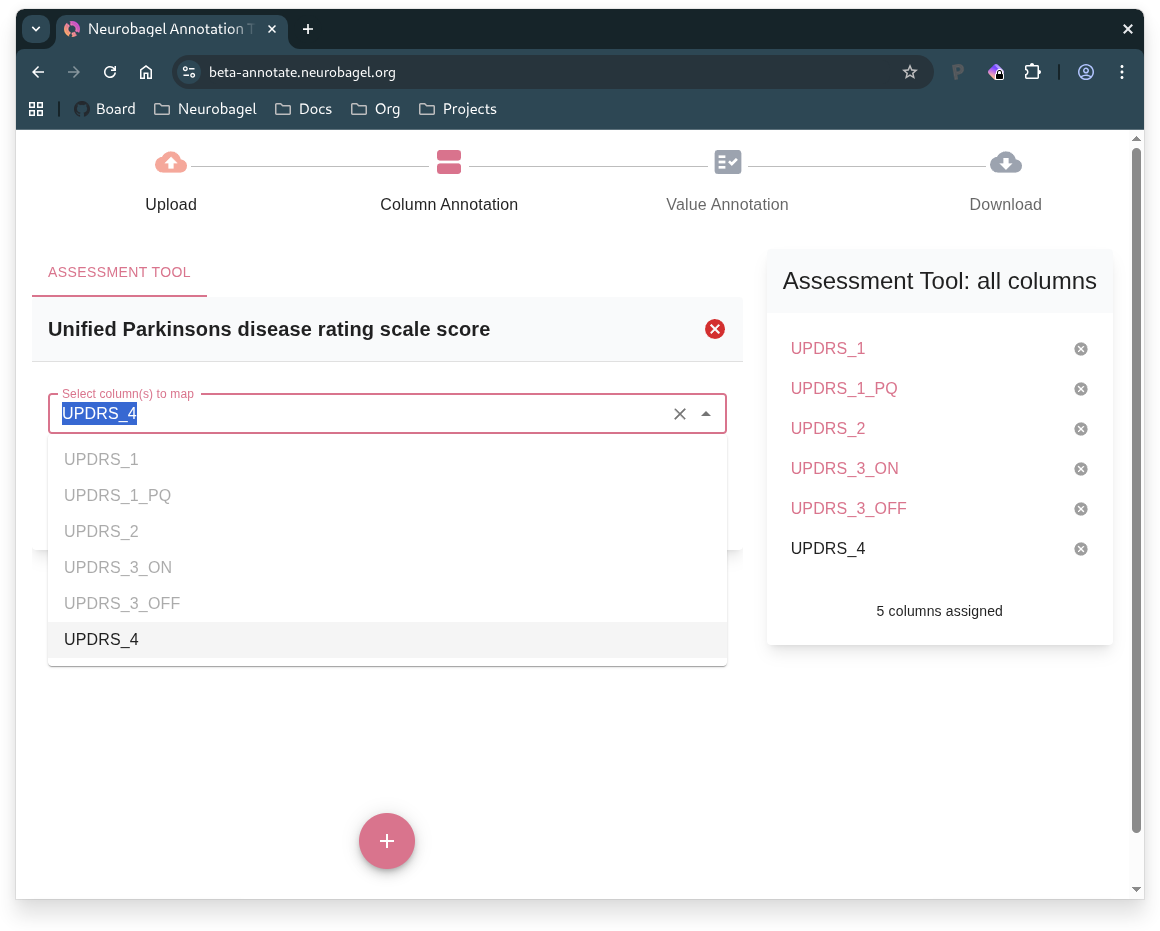 Neurobagel Annotation T
beta-annotate.neurobagel.org
Board Neurobagel Docs Org Projects
Upload Column Annotation Value Annotation Download
ASSESSMENT TOOL
Unified Parkinsons disease rating scale score
Select column(s) to map
UPDRS_4
UPDRS_1
UPDRS_1_PQ
UPDRS_2
UPDRS_3_ON
UPDRS_3_OFF
UPDRS_4
Assessment Tool: all columns
UPDRS_1
UPDRS_1_PQ
UPDRS_2
UPDRS_3_ON
UPDRS_3_OFF
UPDRS_4
5 columns assigned